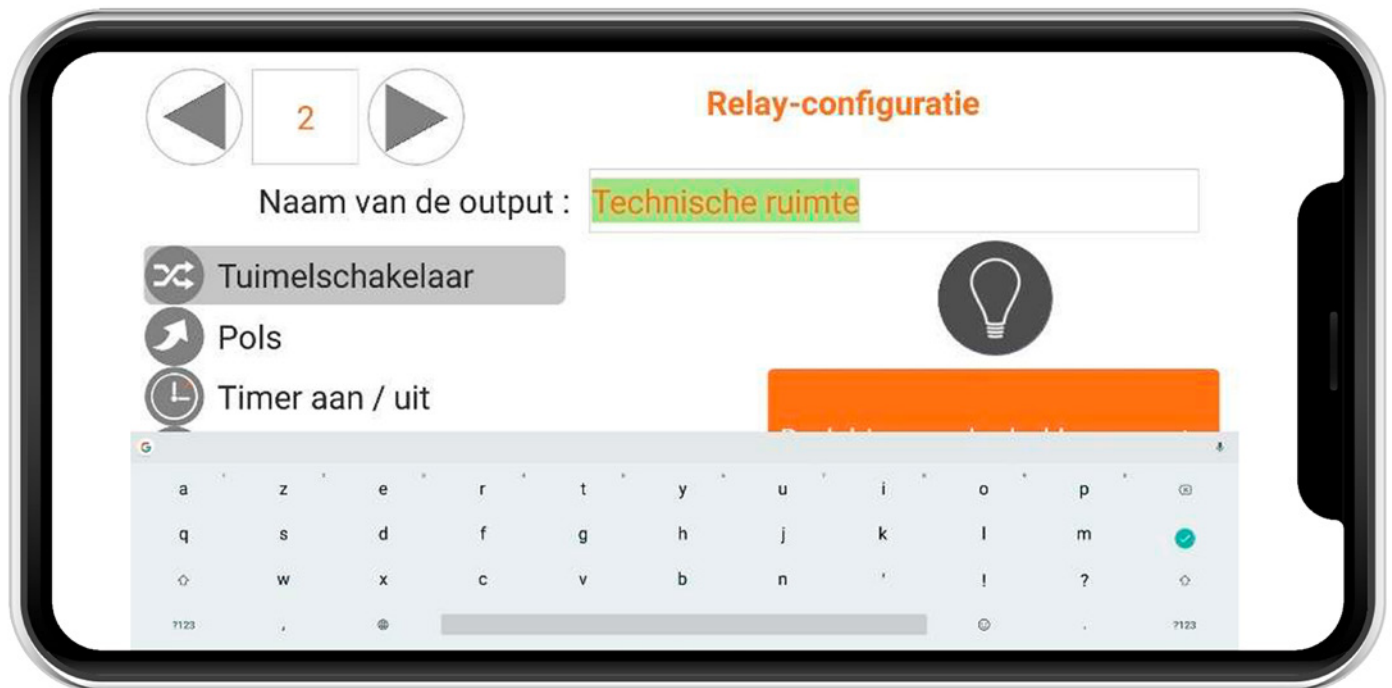 2
Relay-configuratie
Naam van de output : Technische ruimte
Tuimelschakelaar
Pols
Timer aan / uit
G
a z e r t y u i o p
q s d f g h j k l m
w x c v b n ' ! ?
?123 , . ?123